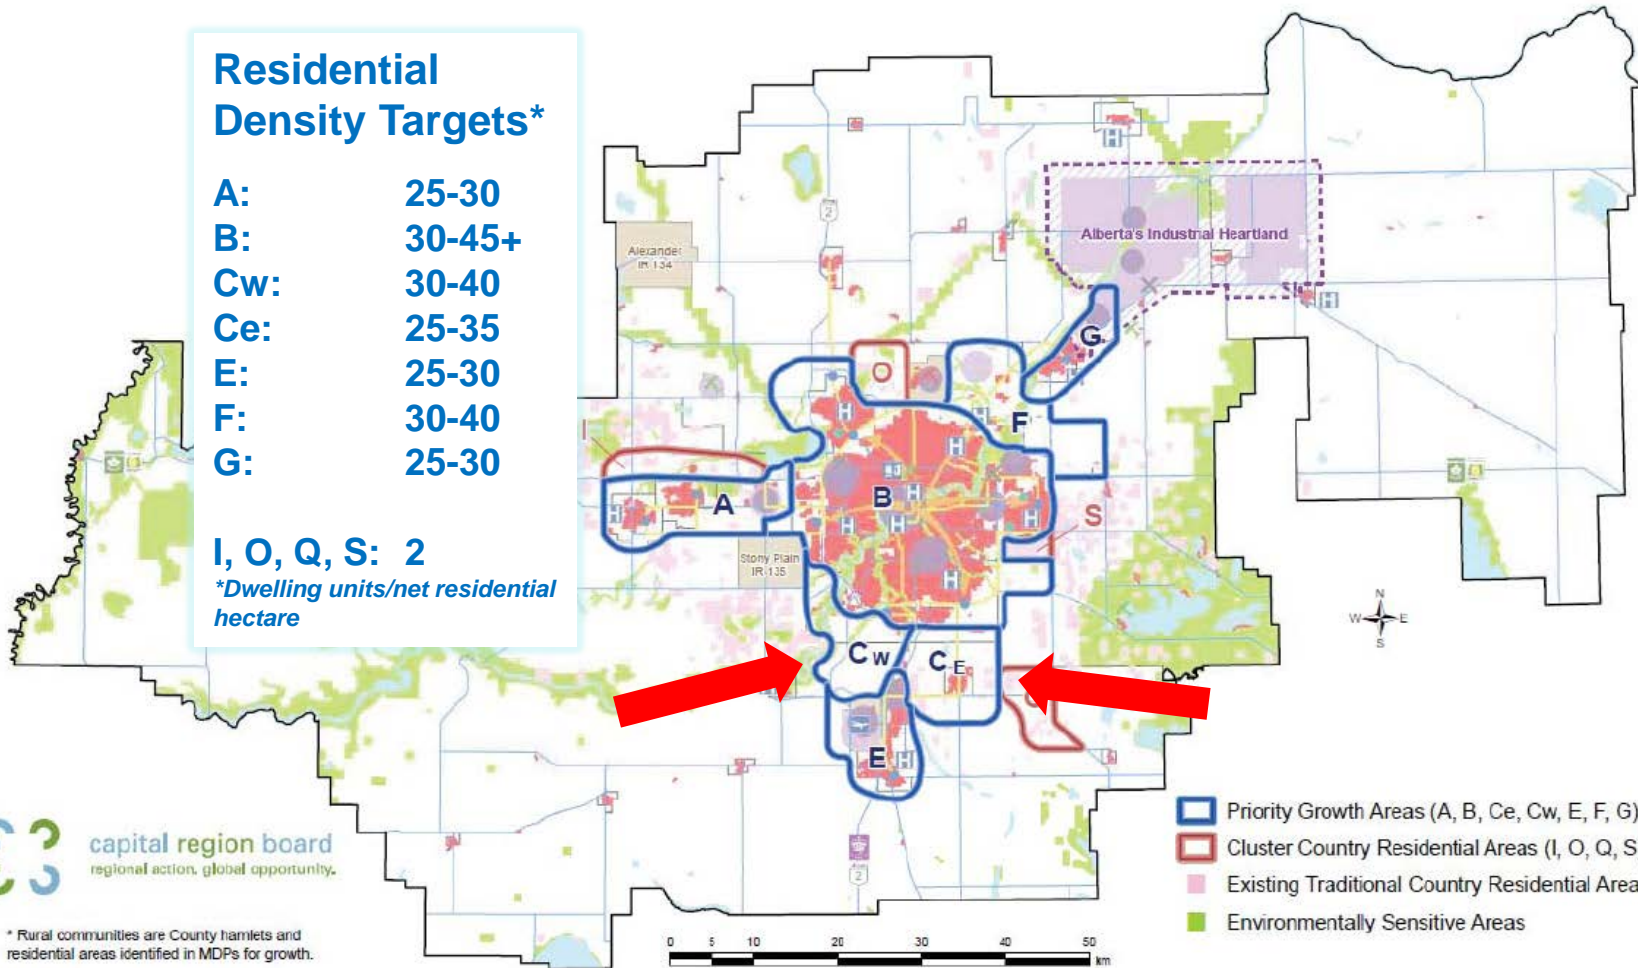 Residential
Density Targets*
A: 25-30
B: 30-45+
Cw: 30-40
Ce: 25-35
E: 25-30
F: 30-40
G: 25-30
I, O, Q, S: 2
*Dwelling units/net residential
hectare
2
Alexander
IR 134
Alberta's Industrial Heartland
H
H
G
O
F
H
H
I
H
H
A
H
B
H
S
H
H
H
Stony Plain
IR 135
H
N
W E
S
CW
CE
E
H
2
capital region board
regional action. global opportunity.
* Rural communities are County hamlets and
residential areas identified in MDPs for growth.
Priority Growth Areas (A, B, Ce, Cw, E, F, G)
Cluster Country Residential Areas (I, O, Q, S
Existing Traditional Country Residential Area
Environmentally Sensitive Areas
0 5 10 20 30 40 50
km